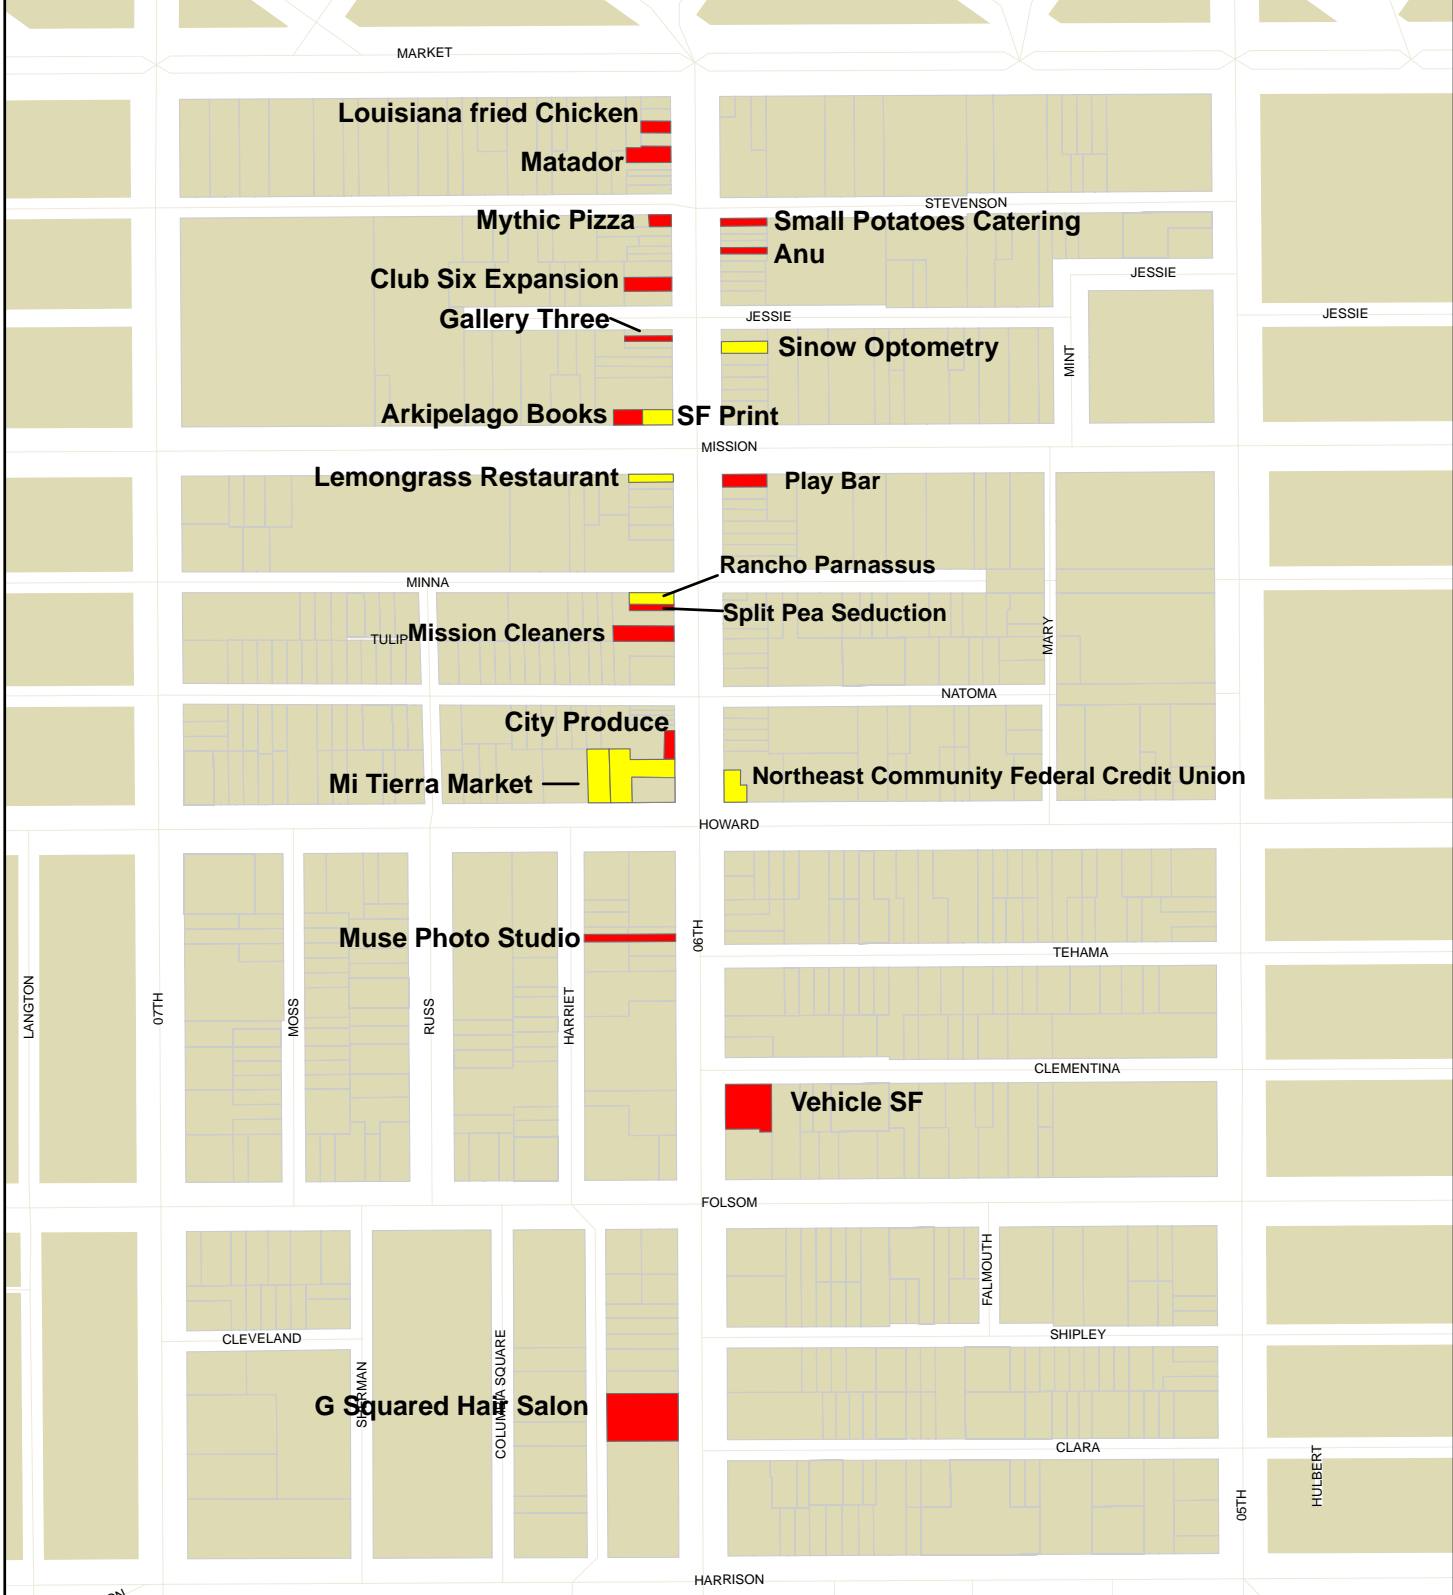 MARKET
Louisiana fried Chicken
Matador
STEVENSON
Mythic Pizza
Small Potatoes Catering
Anu
JESSIE
Club Six Expansion
JESSIE
JESSIE
Gallery Three
Sinow Optometry
MINT
Arkipelago Books
SF Print
MISSION
Lemongrass Restaurant
Play Bar
Rancho Parnassus
MINNA
Split Pea Seduction
TULIP
Mission Cleaners
MARY
NATOMA
City Produce
Mi Tierra Market
Northeast Community Federal Credit Union
HOWARD
Muse Photo Studio
06TH
TEHAMA
LANGTON
07TH
MOSS
RUSS
HARRIET
CLEMENTINA
Vehicle SF
FOLSOM
FALMOUTH
CLEVELAND
SHIPLEY
SHERMAN
COLUMBIA SQUARE
G Squared Hair Salon
CLARA
HULBERT
05TH
HARRISON